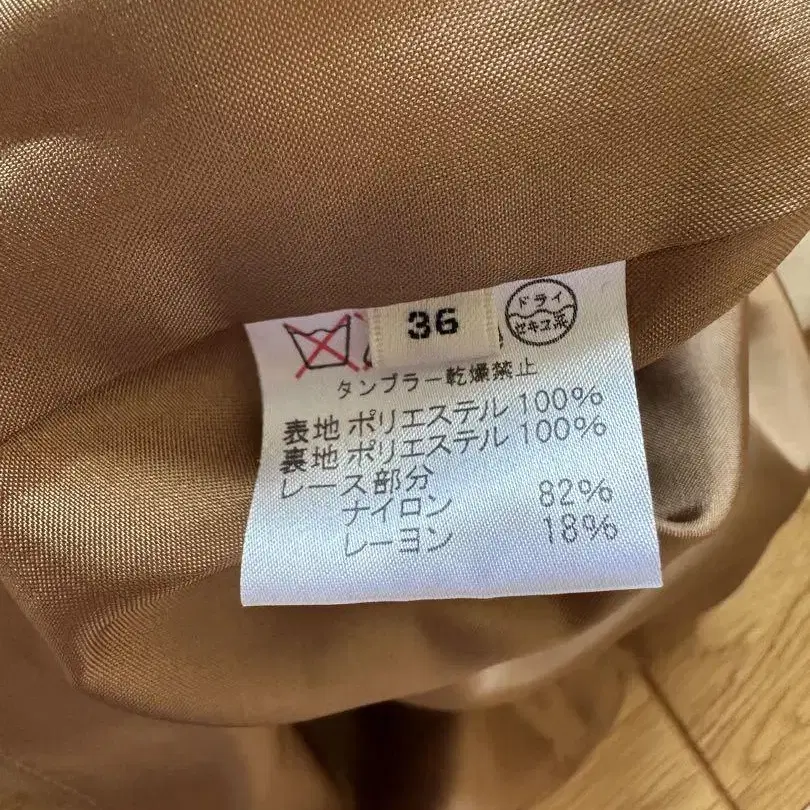 36
ドライ
セキユ系
タンブラー乾燥禁止
表地 ポリエステル 100%
裏地 ポリエステル 100%
レース部分
ナイロン 82%
レーヨン 18%